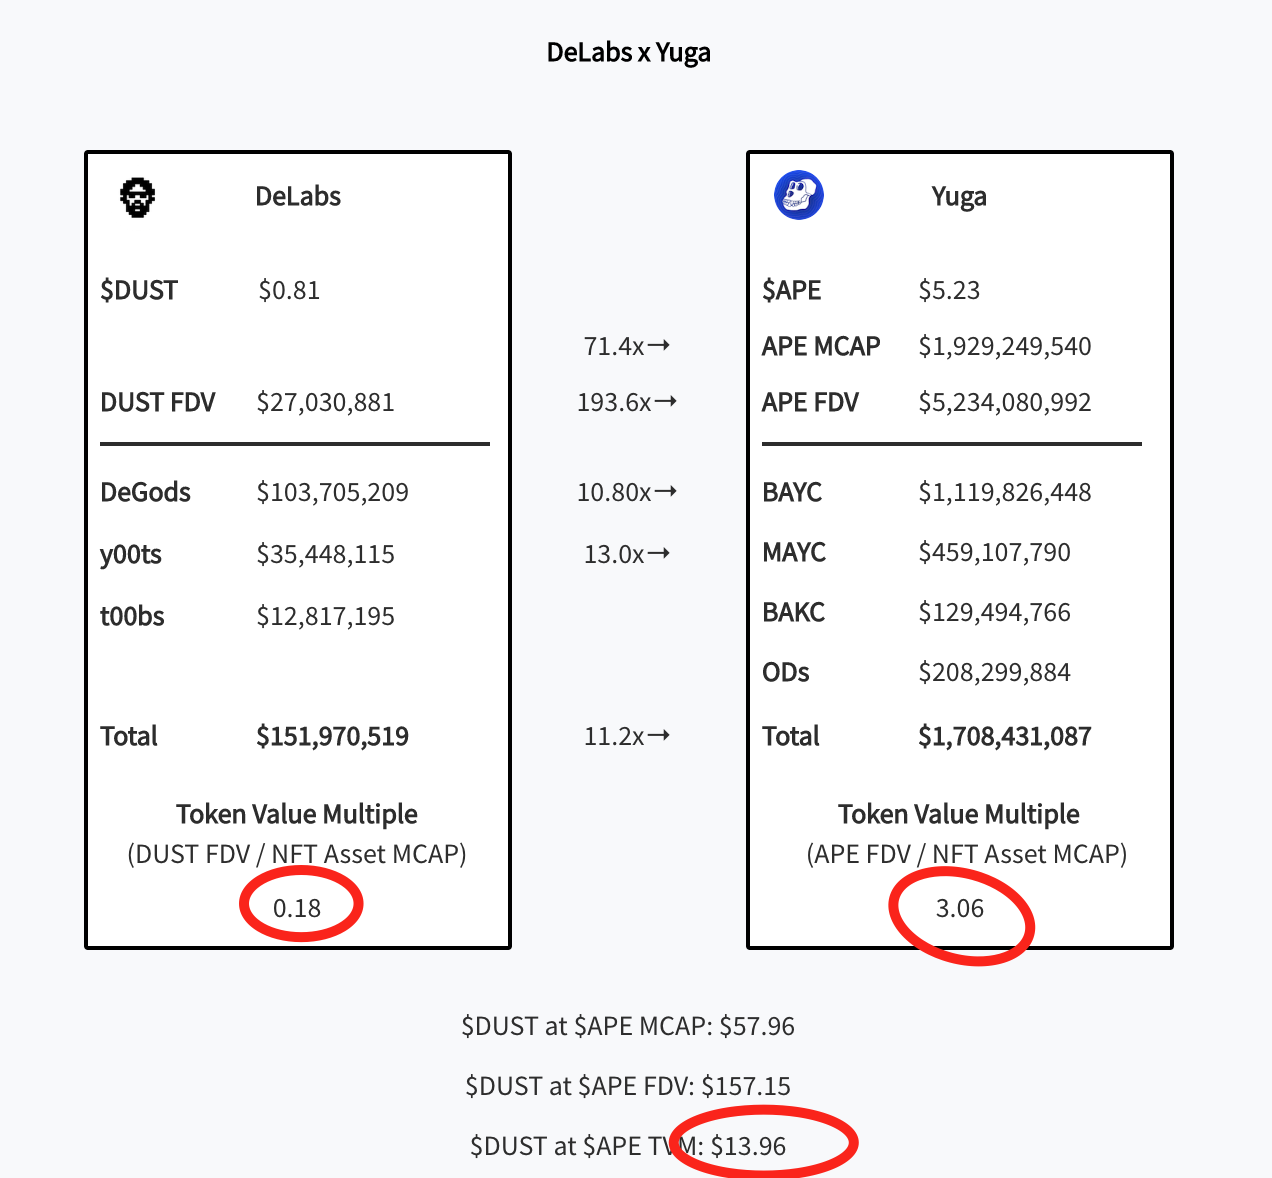 DeLabs x Yuga
DeLabs
$DUST $0.81
DUST FDV $27,030,881
DeGods $103,705,209
y00ts $35,448,115
t00bs $12,817,195
Total $151,970,519
Token Value Multiple
(DUST FDV / NFT Asset MCAP)
0.18
71.4x→
193.6x→
10.80x→
13.0x→
11.2x→
Yuga
$APE $5.23
APE MCAP $1,929,249,540
APE FDV $5,234,080,992
BAYC $1,119,826,448
MAYC $459,107,790
BAKC $129,494,766
ODs $208,299,884
Total $1,708,431,087
Token Value Multiple
(APE FDV / NFT Asset MCAP)
3.06
$DUST at $APE MCAP: $57.96
$DUST at $APE FDV: $157.15
$DUST at $APE TVM: $13.96